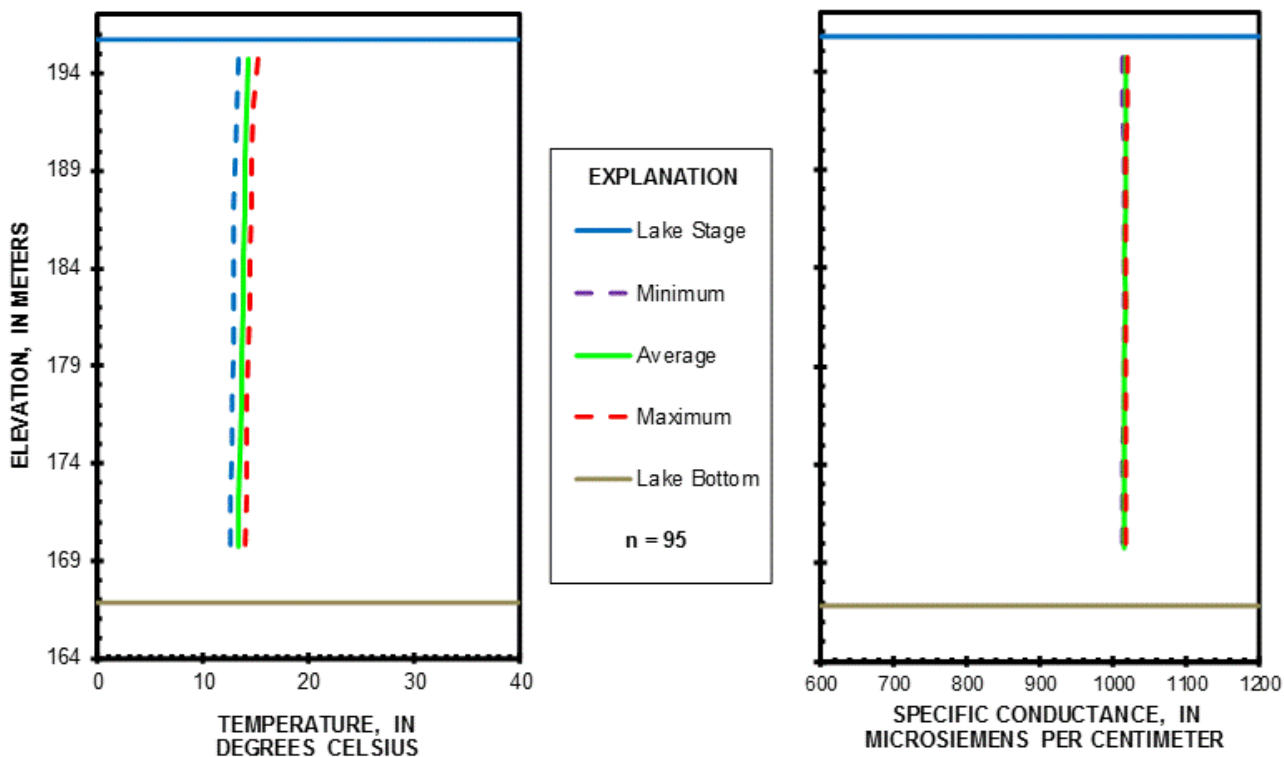 ELEVATION, IN METERS
194
189
184
179
174
169
164
0
10
20
30
40
TEMPERATURE, IN
DEGREES CELSIUS
EXPLANATION
Lake Stage
Minimum
Average
Maximum
Lake Bottom
n = 95
600
700
800
900
1000
1100
1200
SPECIFIC CONDUCTANCE, IN
MICROSIEMENS PER CENTIMETER